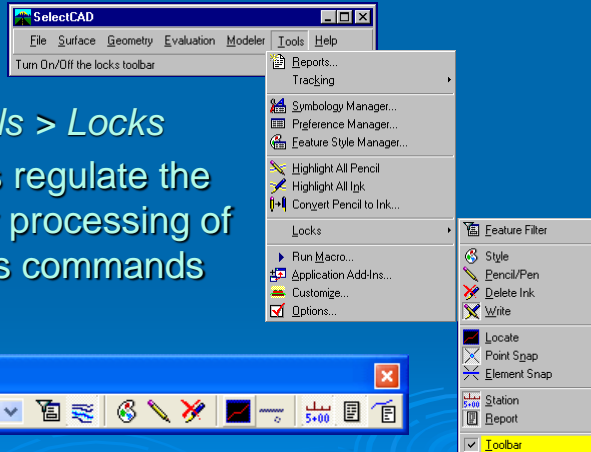 SelectCAD
File Surface Geometry Evaluation Modeler Tools Help
Turn On/Off the locks toolbar
Reports...
Tracking
Symbology Manager...
Preference Manager...
Feature Style Manager...
Highlight All Pencil
Highlight All Ink
Convert Pencil to Ink...
Locks
Run Macro...
Application Add-Ins...
Customize...
Options...
> Locks
regulate the
processing of
commands
Feature Filter
Style
Pencil/Pen
Delete Ink
Write
Locate
Point Snap
Element Snap
Station
Report
Toolbar
5+00